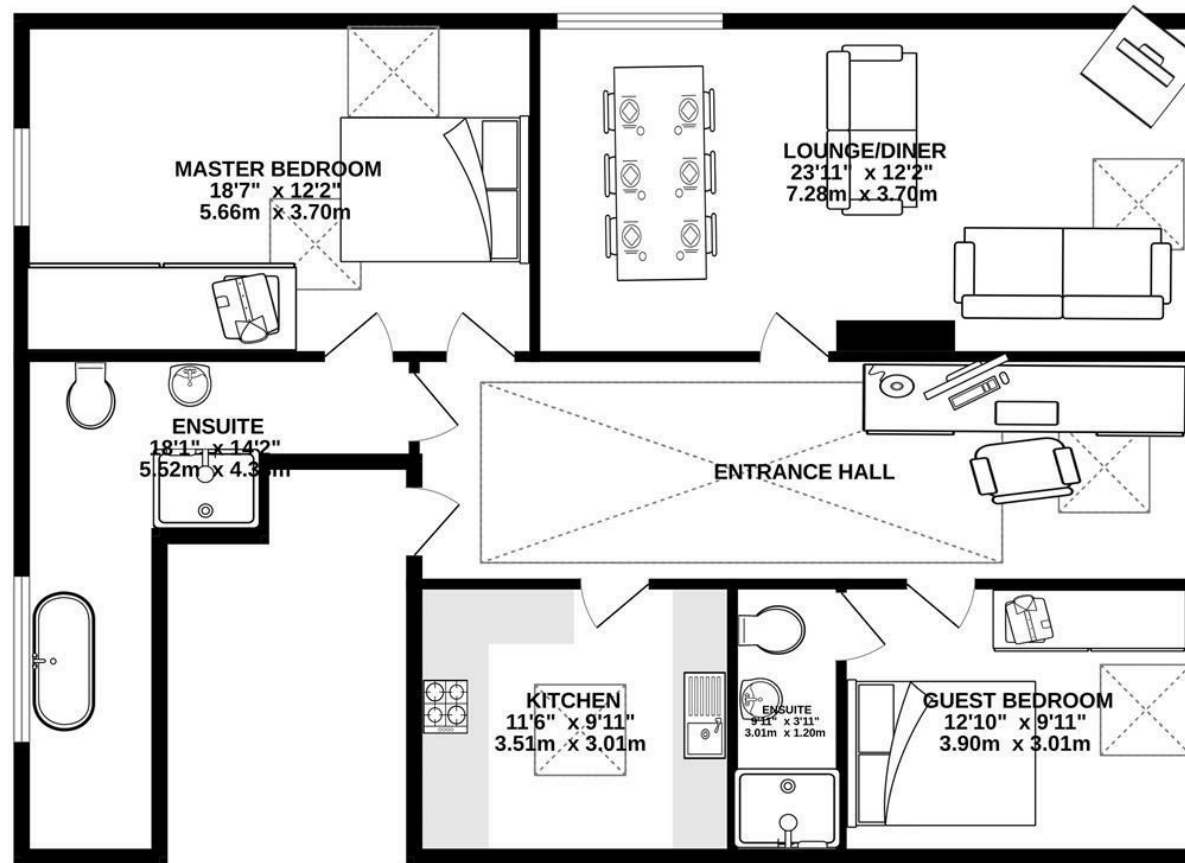 MASTER BEDROOM
18'7" x 12'2"
5.66m x 3.70m
LOUNGE/DINER
23'11" x 12'2"
7.28m x 3.70m
ENSUITE
18'1" x 14'2"
5.52m x
ENTRANCE HALL
KITCHEN
11'6" x 9'11"
3.51m x 3.01m
ENSUITE
9'11" x 3'11"
3.01m x 1.20m
GUEST BEDROOM
12'10" x 9'11"
3.90m x 3.01m